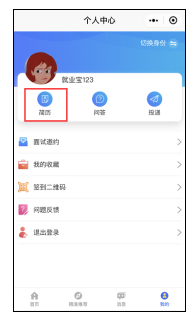 个人中心
切换身份
就业宝123
简历
问答
投递
面试邀约
我的收藏
签到二维码
问题反馈
退出登录
首页
消息
我的